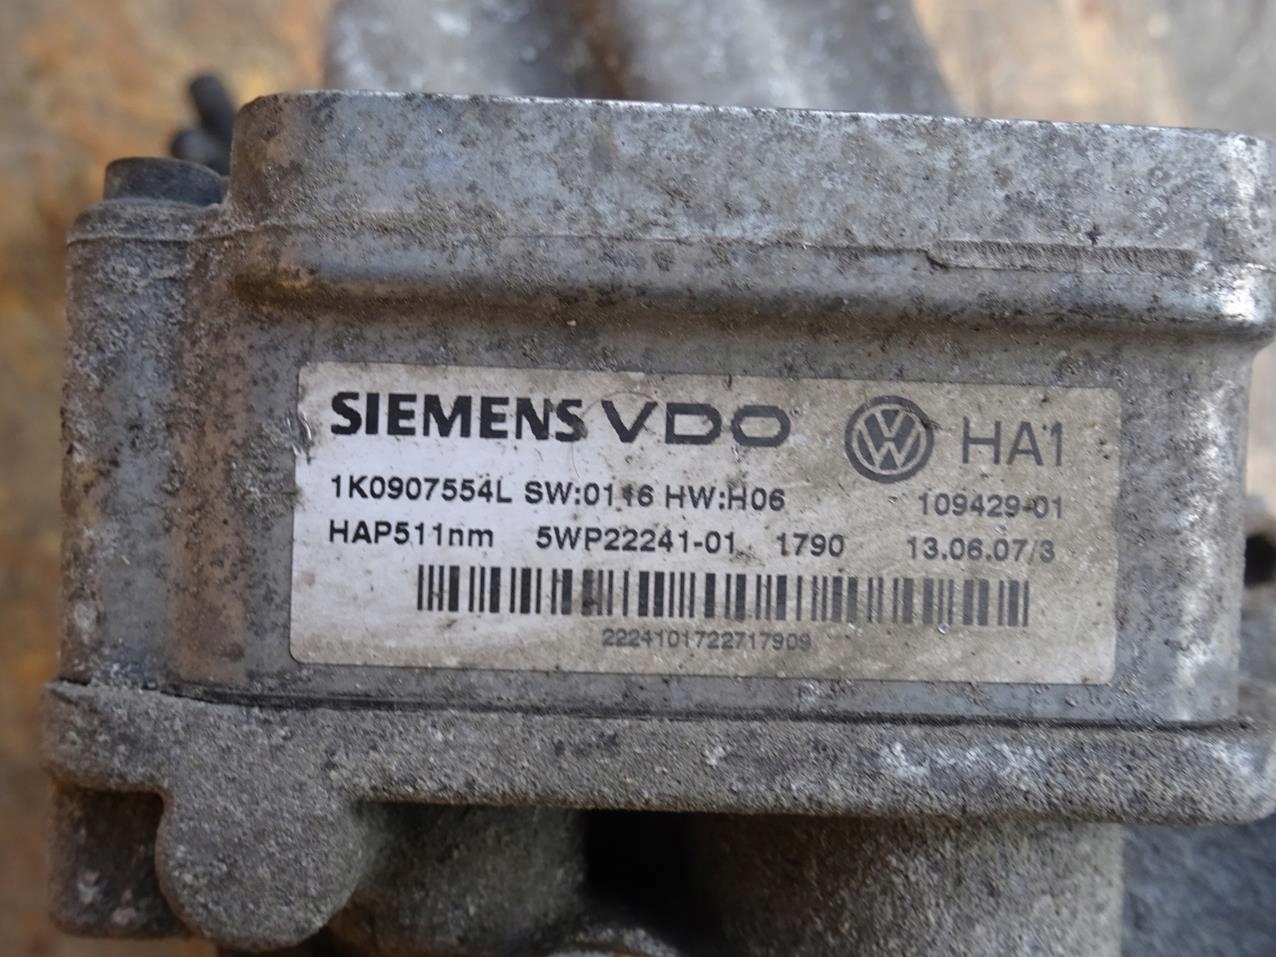 SIEMENS VDO VW HA1
1K0907554L SW:0116 HW:H06 109429-01
HAP511nm 5WP22241-01 1790 13.06.07/3
2224101722717909